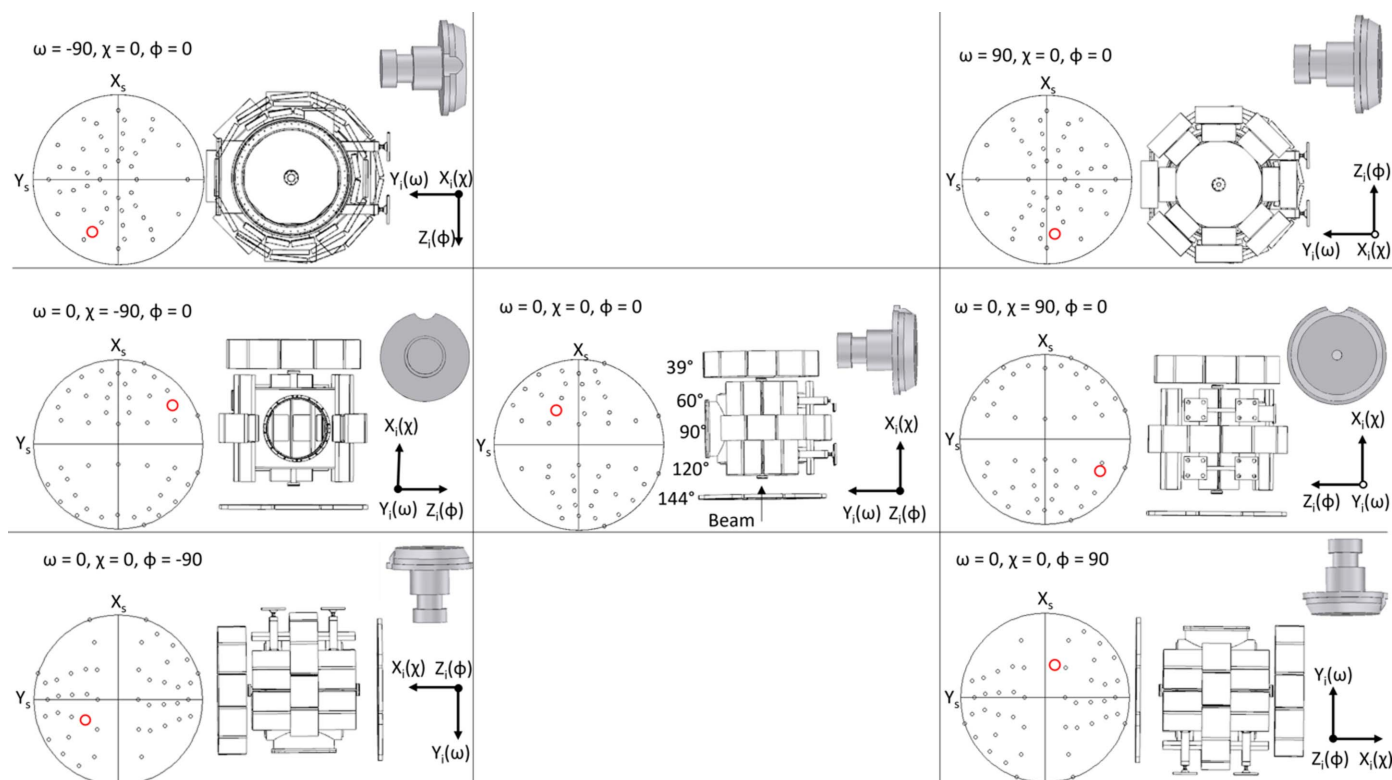 ω = -90, χ = 0, ϕ = 0
Xs
Ys
Yi(ω) Xi(χ)
Zi(ϕ)
ω = 90, χ = 0, ϕ = 0
Xs
Ys
Zi(ϕ)
Yi(ω) Xi(χ)
ω = 0, χ = -90, ϕ = 0
Xs
Ys
Xi(χ)
Yi(ω) Zi(ϕ)
ω = 0, χ = 0, ϕ = 0
Xs
Ys
39°
60°
90°
120°
144°
Beam
Xi(χ)
Yi(ω) Zi(ϕ)
ω = 0, χ = 90, ϕ = 0
Xs
Ys
Xi(χ)
Zi(ϕ) Yi(ω)
ω = 0, χ = 0, ϕ = -90
Xs
Ys
Xi(χ) Zi(ϕ)
Yi(ω)
ω = 0, χ = 0, ϕ = 90
Xs
Ys
Yi(ω)
Zi(ϕ) Xi(χ)